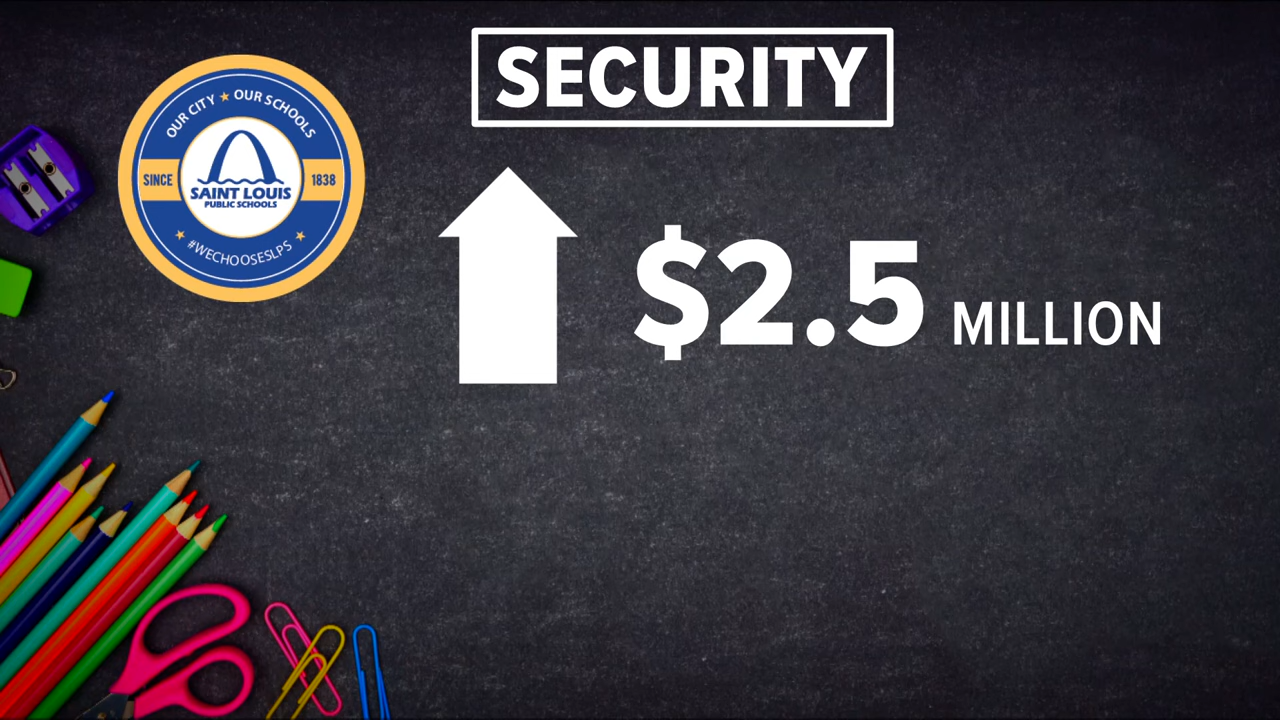 SECURITY
OUR CITY ★ OUR SCHOOLS
SINCE
1838
SAINT LOUIS
PUBLIC SCHOOLS
#WECHOOSESLPS
$2.5 MILLION